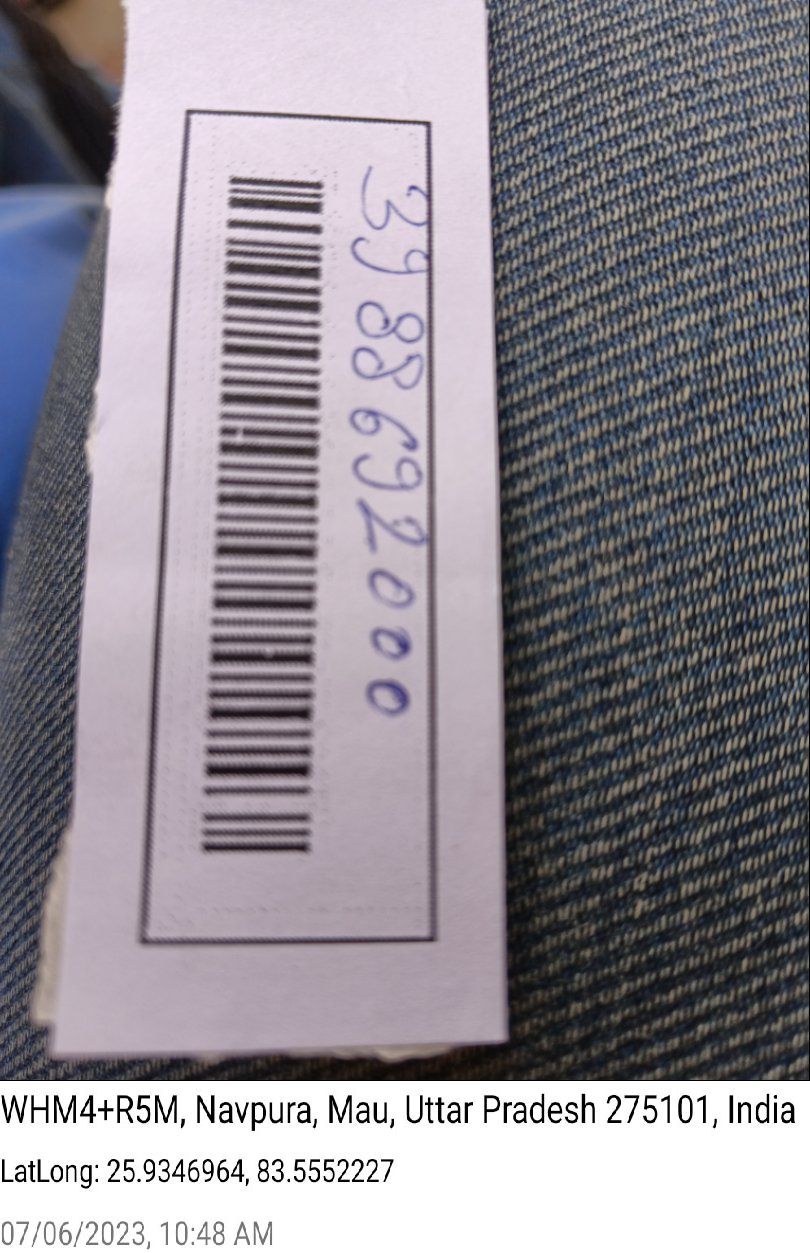 3988692000
WHM4+R5M, Navpura, Mau, Uttar Pradesh 275101, India
LatLong: 25.9346964, 83.5552227
07/06/2023, 10:48 AM